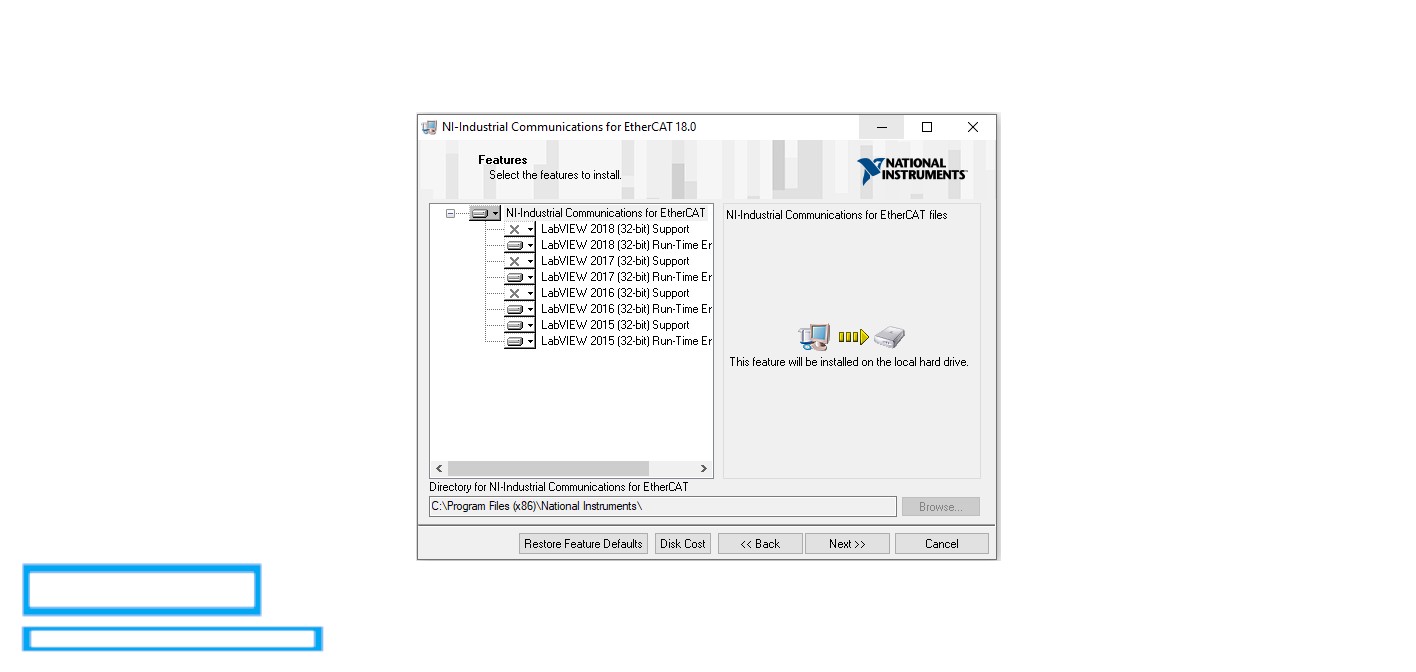 NI-Industrial Communications for EtherCAT 18.0
Features
Select the features to install.
NATIONAL
INSTRUMENTS
NI-Industrial Communications for EtherCAT
LabVIEW 2018 (32-bit) Support
LabVIEW 2018 (32-bit) Run-Time Er
LabVIEW 2017 (32-bit) Support
LabVIEW 2017 (32-bit) Run-Time Er
LabVIEW 2016 (32-bit) Support
LabVIEW 2016 (32-bit) Run-Time Er
LabVIEW 2015 (32-bit) Support
LabVIEW 2015 (32-bit) Run-Time Er
NI-Industrial Communications for EtherCAT files
This feature will be installed on the local hard drive.
Directory for NI-Industrial Communications for EtherCAT
C:\Program Files (x86)\National Instruments\
Browse...
Restore Feature Defaults
Disk Cost
<< Back
Next >>
Cancel